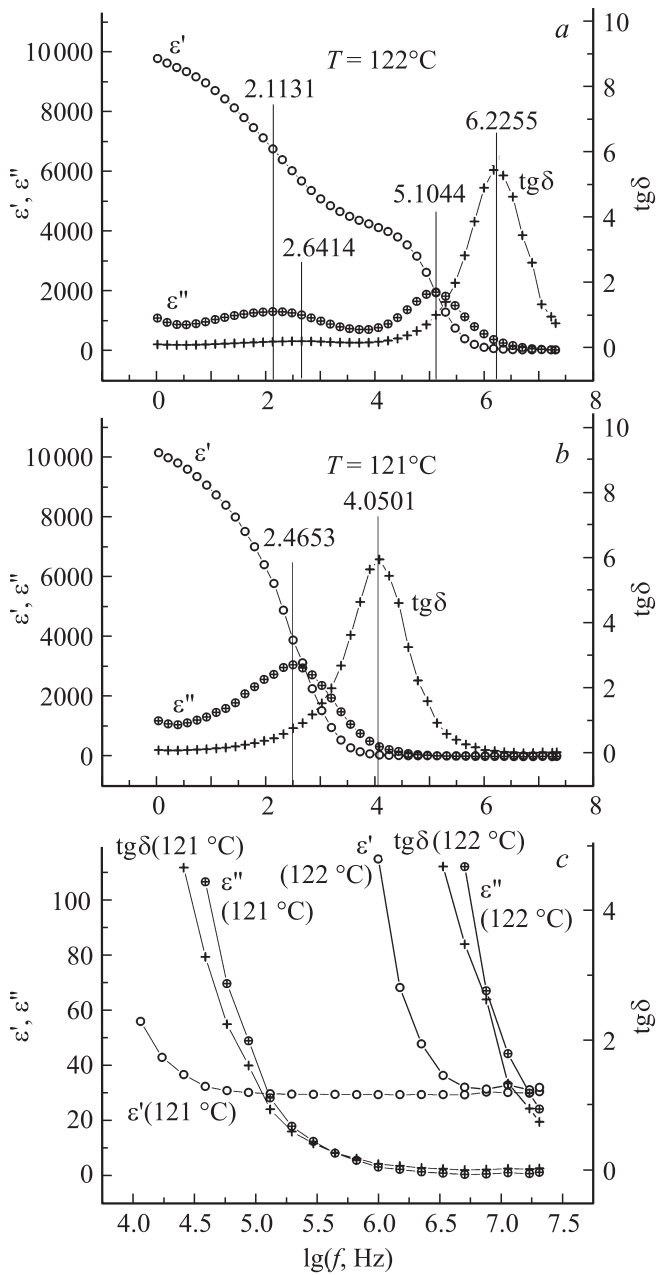 10 a
ε' T = 122°C
10000
2.1131 8
8000
6.2255
6
6000
ε', ε'' 5.1044 tgδ tgδ
4000 4
2.6414
2000 ε'' 2
0 0
0 2 4 6 8
10 b
10000 ε' T = 121°C
8
4.0501
8000
2.4653
6
6000
ε', ε'' tgδ tgδ
4000 4
2000 ε'' 2
0 0
0 2 4 6 8
tgδ(121 °C) ε' tgδ(122 °C) c
(122 °C)
ε'' ε''
(121 °C) (122 °C)
100
4
80
ε', ε'' 60 tgδ
2
40
20 ε'(121 °C)
0 0
4.0 4.5 5.0 5.5 6.0 6.5 7.0 7.5
lg(f, Hz)